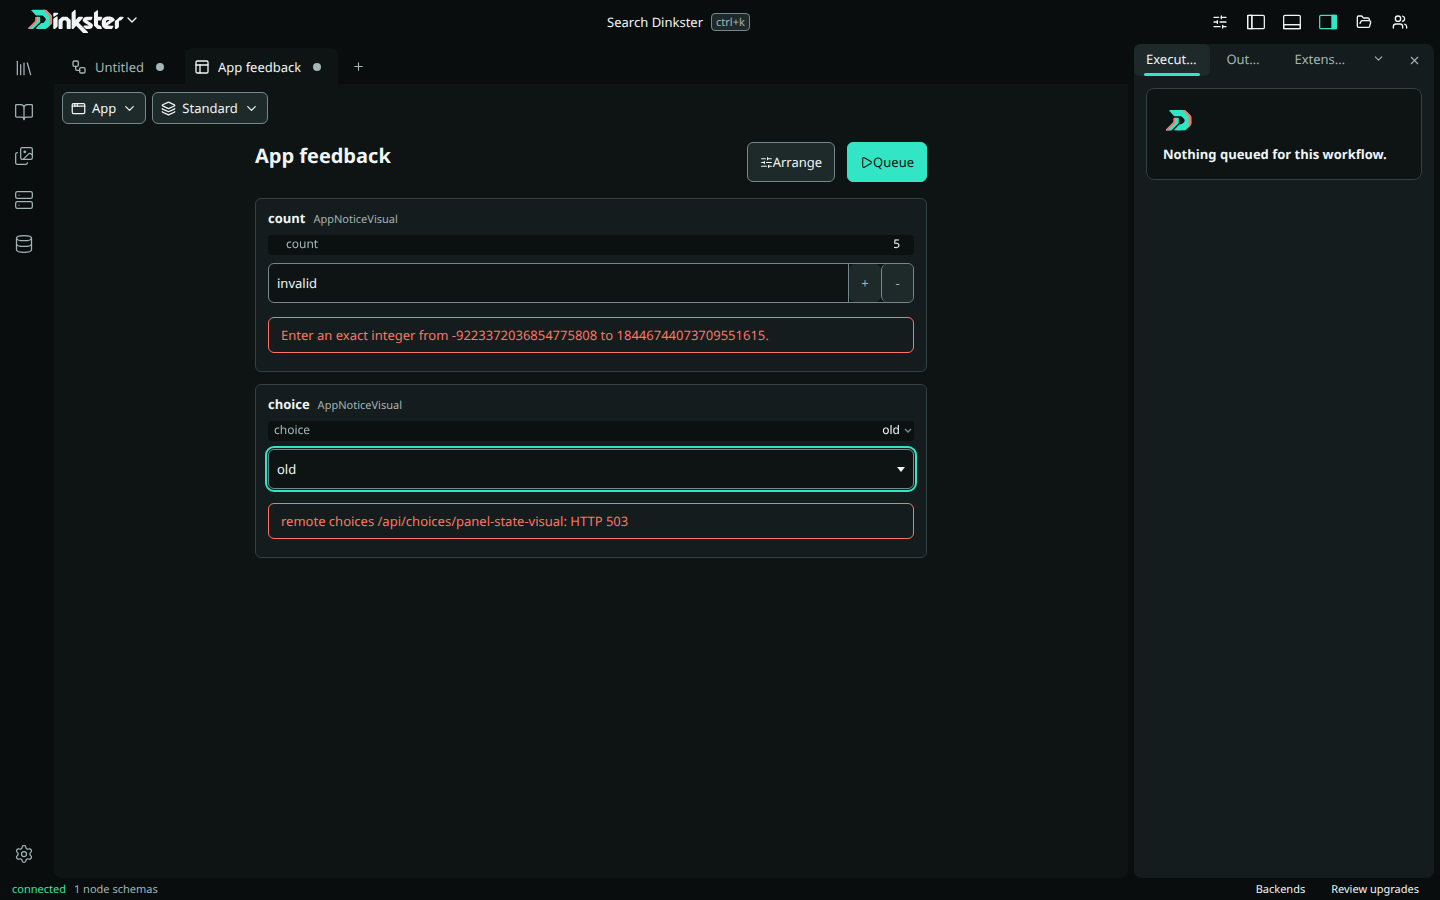 Dinkster
Search Dinkster ctrl+k
Untitled
App feedback
+
Execut...
Out...
Extens...
App
Standard
App feedback
Arrange
Queue
Nothing queued for this workflow.
count AppNoticeVisual
count 5
invalid + -
Enter an exact integer from -9223372036854775808 to 18446744073709551615.
choice AppNoticeVisual
choice old
old
remote choices /api/choices/panel-state-visual: HTTP 503
connected 1 node schemas
Backends Review upgrades